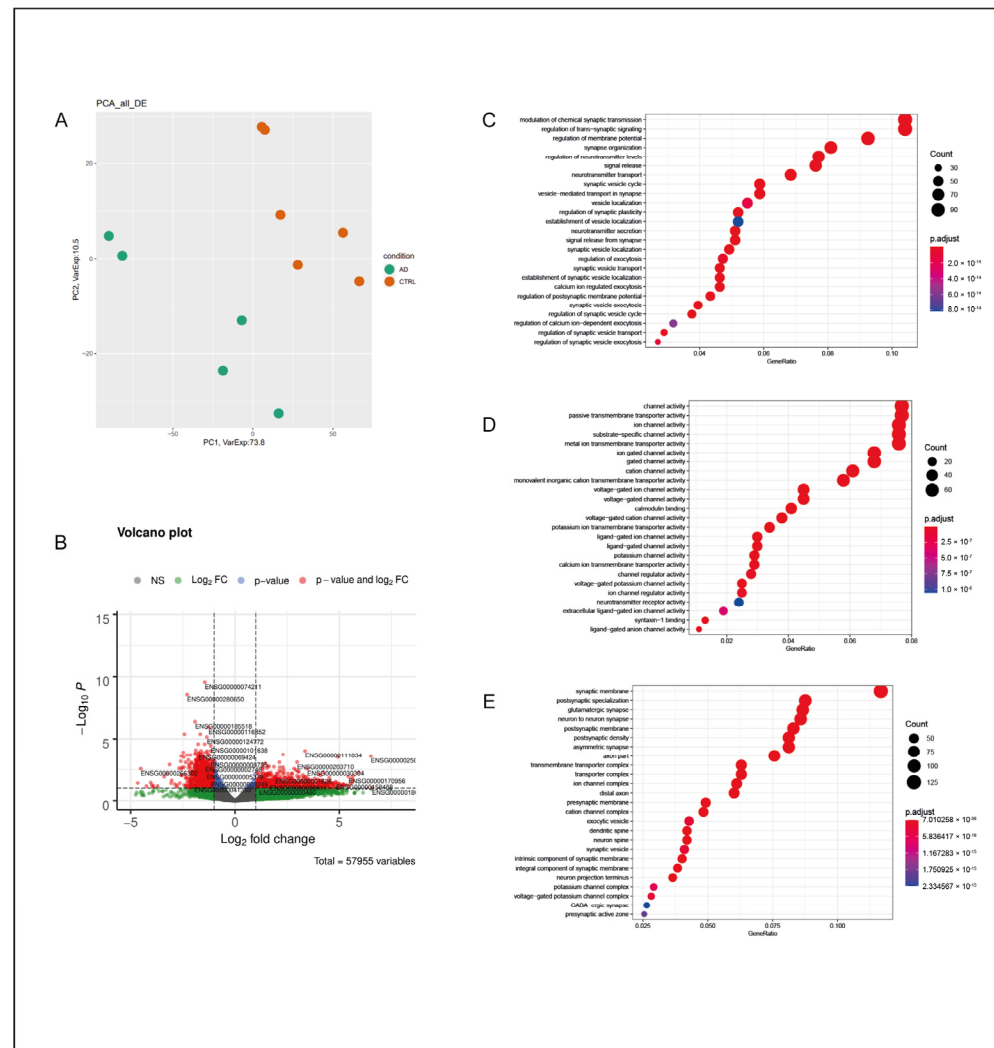 A
PCA_all_DE
20
0
−20
PC2, VarExp:10.5
−50
0
50
PC1, VarExp:73.8
condition
AD
CTRL
B
Volcano plot
NS
Log2 FC
p−value
p − value and log2 FC
15
10
5
0
−Log10 P
ENSG00000074211
ENSG00000280650
ENSG00000185518
ENSG00000116852
ENSG00000124772
ENSG00000101638
ENSG00000069424
−5
0
5
Log2 fold change
Total = 57955 variables
C
modulation of chemical synaptic transmission
regulation of trans−synaptic signaling
regulation of membrane potential
synapse organization
regulation of neurotransmitter levels
signal release
neurotransmitter transport
synaptic vesicle cycle
vesicle−mediated transport in synapse
vesicle localization
regulation of synaptic plasticity
establishment of vesicle localization
neurotransmitter secretion
signal release from synapse
synaptic vesicle localization
regulation of exocytosis
synaptic vesicle transport
establishment of synaptic vesicle localization
calcium ion regulated exocytosis
regulation of postsynaptic membrane potential
synaptic vesicle exocytosis
regulation of synaptic vesicle cycle
regulation of calcium ion−dependent exocytosis
regulation of synaptic vesicle transport
regulation of synaptic vesicle exocytosis
0.04
0.06
0.08
0.10
GeneRatio
Count
30
50
70
90
p.adjust
2.0 × 10−14
4.0 × 10−14
6.0 × 10−14
8.0 × 10−14
D
channel activity
passive transmembrane transporter activity
ion channel activity
substrate−specific channel activity
metal ion transmembrane transporter activity
ion gated channel activity
gated channel activity
cation channel activity
monovalent inorganic cation transmembrane transporter activity
voltage−gated ion channel activity
voltage−gated channel activity
calmodulin binding
voltage−gated cation channel activity
potassium ion transmembrane transporter activity
ligand−gated ion channel activity
ligand−gated channel activity
potassium channel activity
calcium ion transmembrane transporter activity
channel regulator activity
voltage−gated potassium channel activity
ion channel regulator activity
neurotransmitter receptor activity
extracellular ligand−gated ion channel activity
syntaxin−1 binding
ligand−gated anion channel activity
0.02
0.04
0.06
0.08
GeneRatio
Count
20
40
60
p.adjust
2.5 × 10−7
5.0 × 10−7
7.5 × 10−7
E
synaptic membrane
postsynaptic specialization
glutamatergic synapse
neuron to neuron synapse
postsynaptic membrane
postsynaptic density
asymmetric synapse
axon part
transmembrane transporter complex
transporter complex
ion channel complex
distal axon
presynaptic membrane
cation channel complex
exocytic vesicle
dendritic spine
neuron spine
synaptic vesicle
intrinsic component of synaptic membrane
integral component of synaptic membrane
neuron projection terminus
potassium channel complex
voltage−gated potassium channel complex
GABA−ergic synapse
presynaptic active zone
0.025
0.050
0.075
0.100
GeneRatio
Count
50
75
100
125
p.adjust